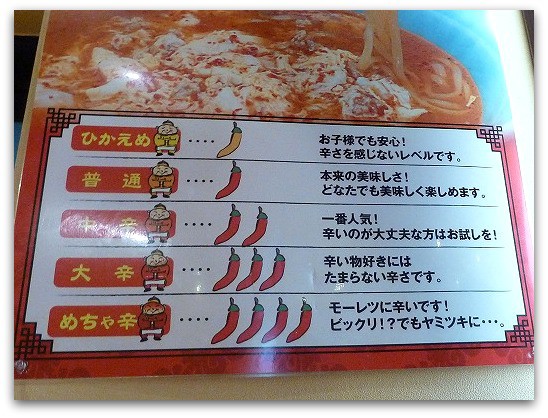 ひかえめ
・・・・
お子様でも安心！
辛さを感じないレベルです。
普通
・・・・
本来の美味しさ！
どなたでも美味しく楽しめます。
中辛
・・・・
一番人気！
辛いのが大丈夫な方はお試しを！
大辛
・・・・
辛い物好きには
たまらない辛さです。
めちゃ辛
・・・・
モーレツに辛いです！
ビックリ！？でもヤミツキに・・・。